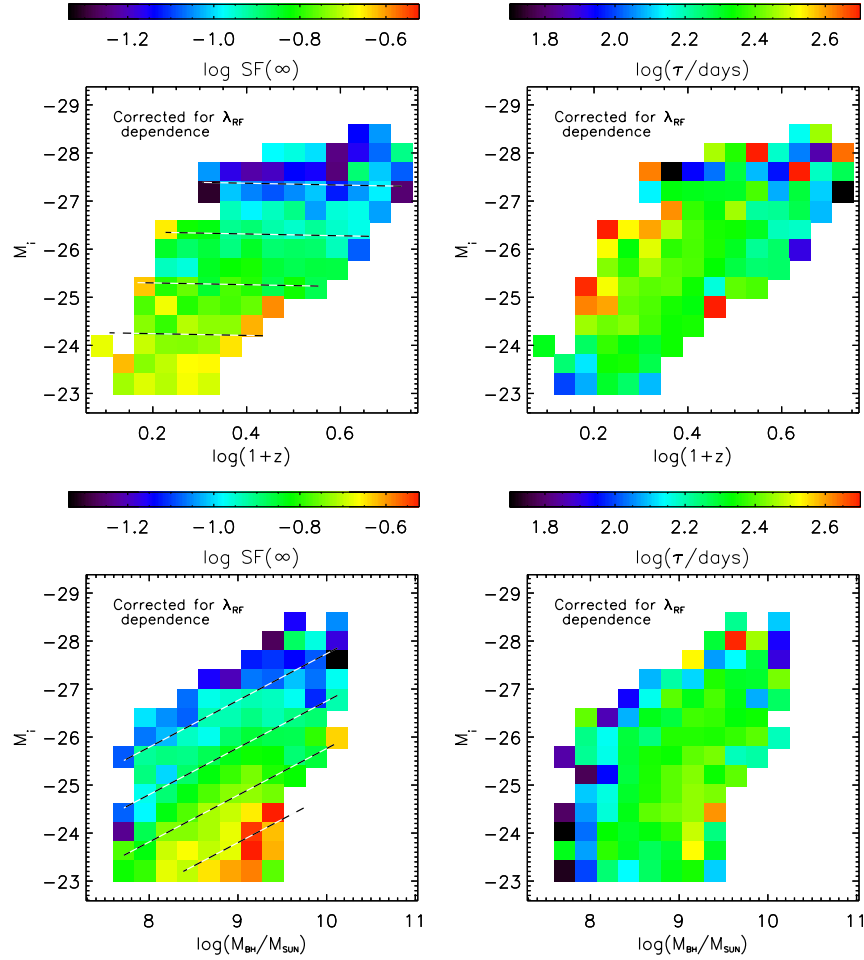 −1.2 −1.0 −0.8 −0.6
log SF(∞)
−29
−28
−27
−26
−25
−24
−23
M_i
Corrected for λ_RF
dependence
0.2 0.4 0.6
log(1+z)
1.8 2.0 2.2 2.4 2.6
log(τ/days)
−29
−28
−27
−26
−25
−24
−23
M_i
Corrected for λ_RF
dependence
0.2 0.4 0.6
log(1+z)
−1.2 −1.0 −0.8 −0.6
log SF(∞)
−29
−28
−27
−26
−25
−24
−23
M_i
Corrected for λ_RF
dependence
8 9 10 11
log(M_BH/M_SUN)
1.8 2.0 2.2 2.4 2.6
log(τ/days)
−29
−28
−27
−26
−25
−24
−23
M_i
Corrected for λ_RF
dependence
8 9 10 11
log(M_BH/M_SUN)